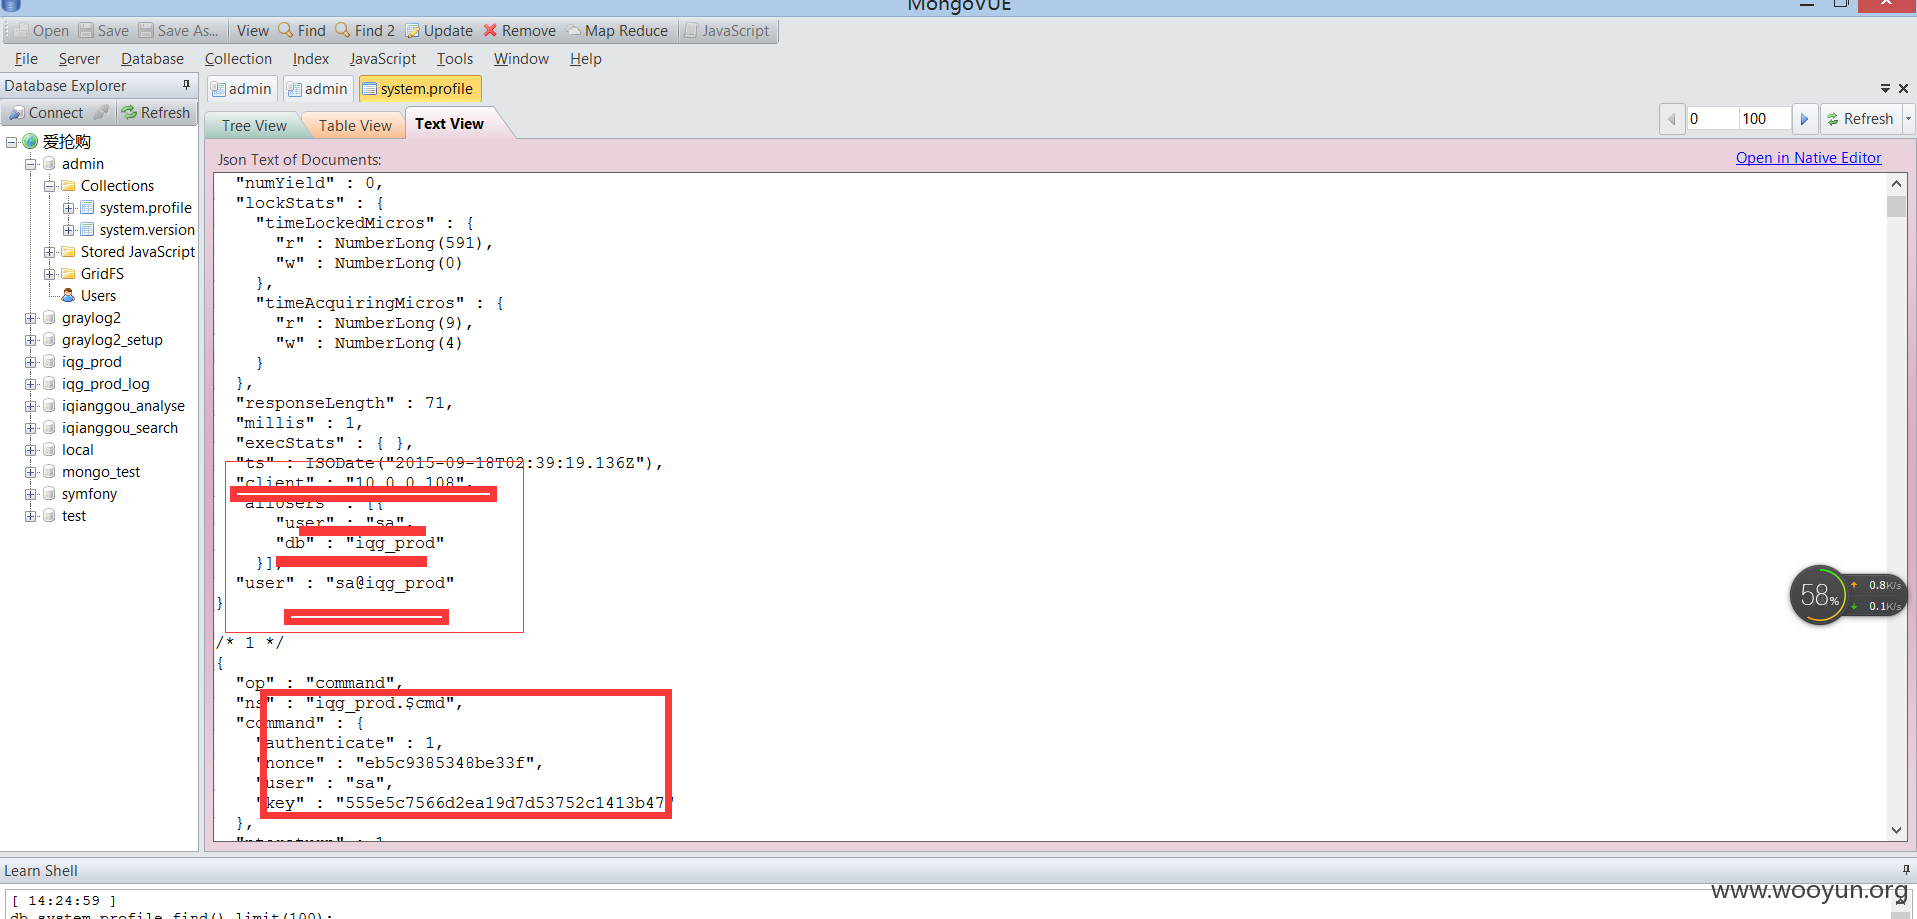 MongoVUE
Open Save Save As... View Find Find 2 Update Remove Map Reduce JavaScript
File Server Database Collection Index JavaScript Tools Window Help
Database Explorer
admin admin system.profile
Connect Refresh
Tree View Table View Text View
0 100 Refresh
Json Text of Documents:
Open in Native Editor
爱抢购
admin
Collections
system.profile
system.version
Stored JavaScript
GridFS
Users
graylog2
graylog2_setup
iqg_prod
iqg_prod_log
iqianggou_analyse
iqianggou_search
local
mongo_test
symfony
test
"numYield" : 0,
"lockStats" : {
"timeLockedMicros" : {
"r" : NumberLong(591),
"w" : NumberLong(0)
},
"timeAcquiringMicros" : {
"r" : NumberLong(9),
"w" : NumberLong(4)
}
},
"responseLength" : 71,
"millis" : 1,
"execStats" : { },
"ts" : ISODate("2015-09-18T02:39:19.136Z"),
"client" : "10.0.0.108",
"allUsers" : [{
"user" : "sa",
"db" : "iqg_prod"
}],
"user" : "sa@iqg_prod"
}
/* 1 */
{
"op" : "command",
"ns" : "iqg_prod.$cmd",
"command" : {
"authenticate" : 1,
"nonce" : "eb5c9385348be33f",
"user" : "sa",
"key" : "555e5c7566d2ea19d7d53752c1413b47"
},
"ntoreturn" : 1
58%
0.8K/s
0.1K/s
Learn Shell
[ 14:24:59 ]
db.system.profile.find().limit(100);
www.wooyun.org